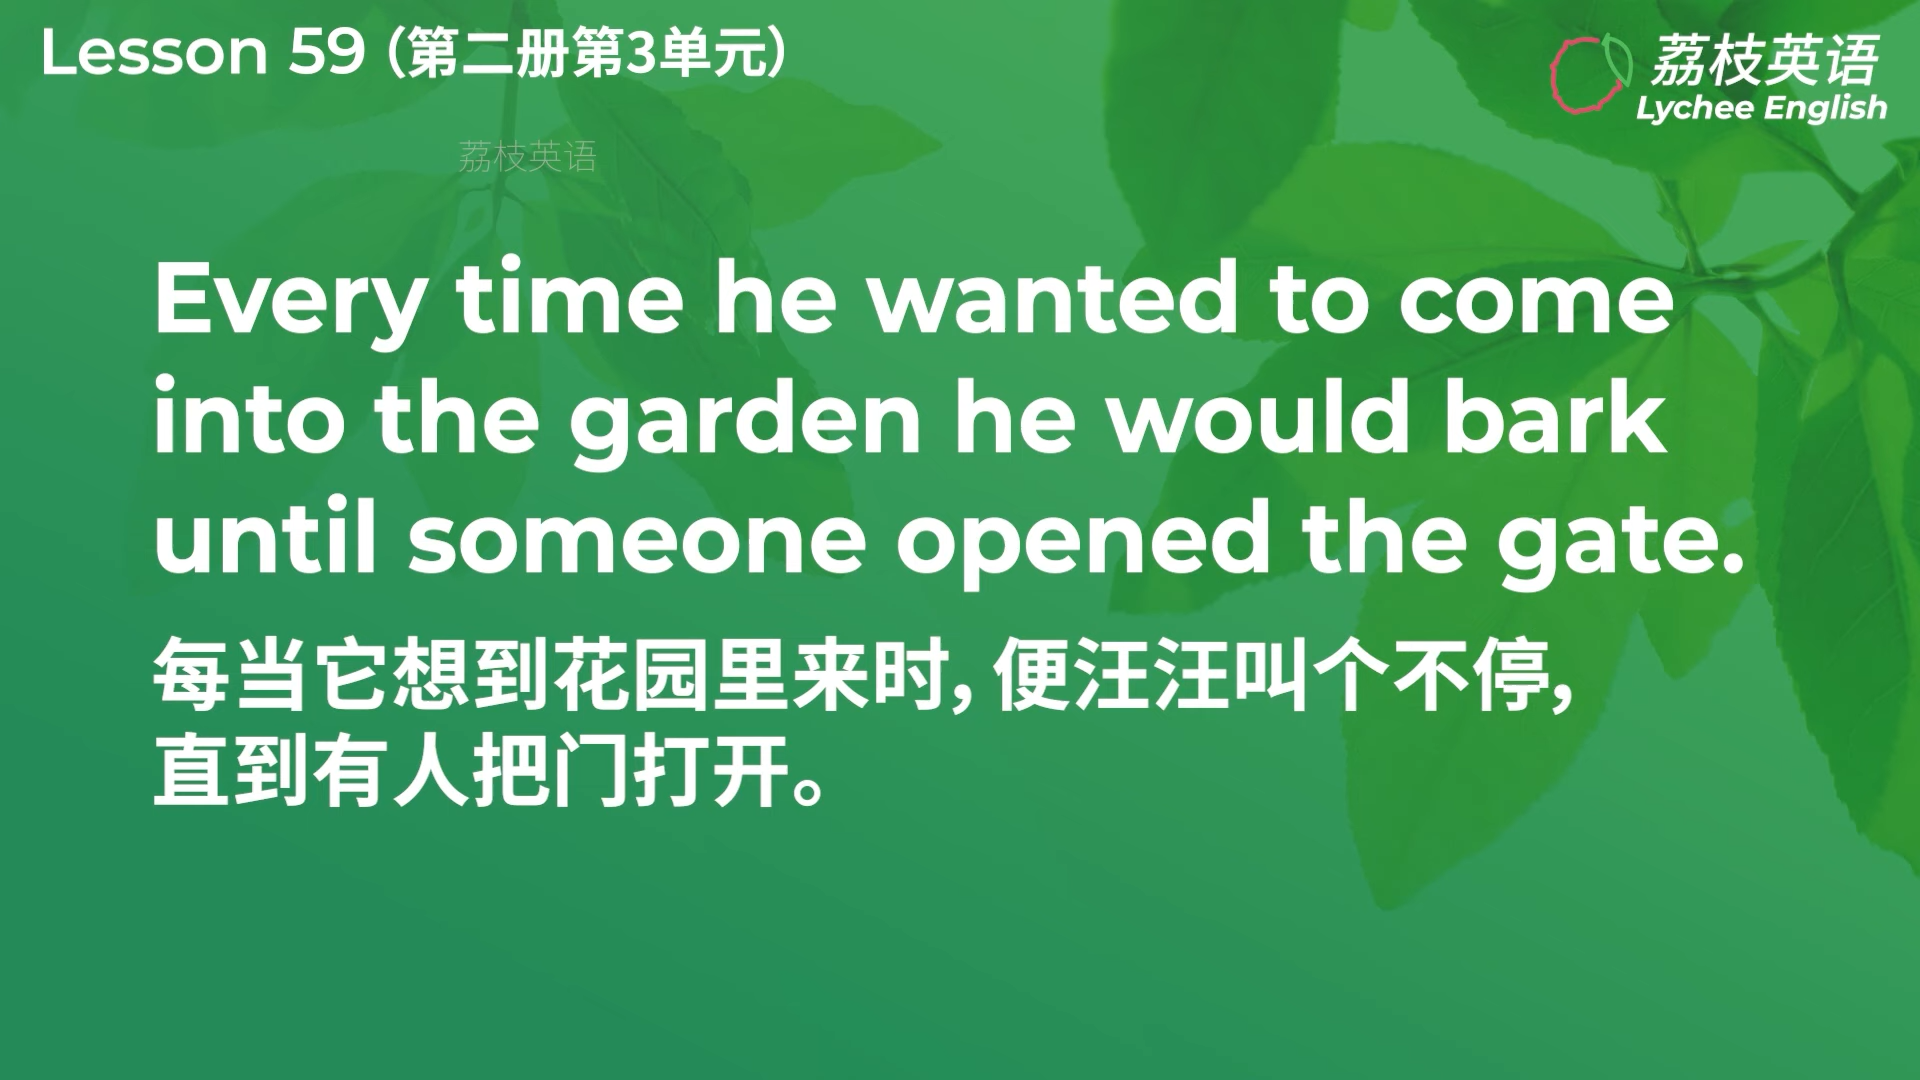 Lesson 59（第二册第3单元）
荔枝英语
Lychee English
荔枝英语
Every time he wanted to come
into the garden he would bark
until someone opened the gate.
每当它想到花园里来时，便汪汪叫个不停，
直到有人把门打开。